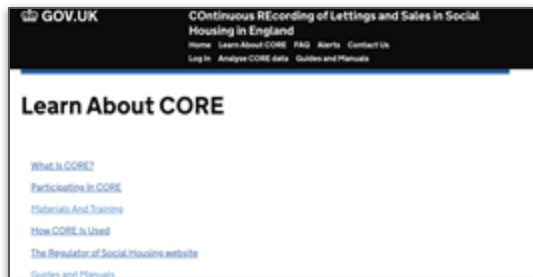 GOV.UK
COntinuous REcording of Lettings and Sales in Social
Housing in England
Home Learn About CORE FAQ Alerts Contact Us
Log In Analyse CORE data Guides and Manuals
Learn About CORE
What Is CORE?
Participating in CORE
Materials And Training
How CORE Is Used
The Regulator of Social Housing website
Guides and Manuals